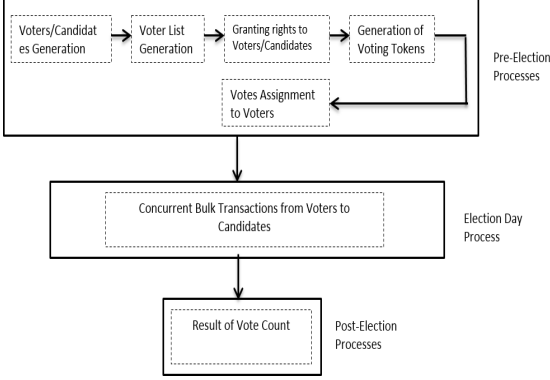 Voters/Candidat
es Generation
Voter List
Generation
Granting rights to
Voters/Candidates
Generation of
Voting Tokens
Pre-Election
Processes
Votes Assignment
to Voters
Concurrent Bulk Transactions from Voters to
Candidates
Election Day
Process
Result of Vote Count
Post-Election
Processes